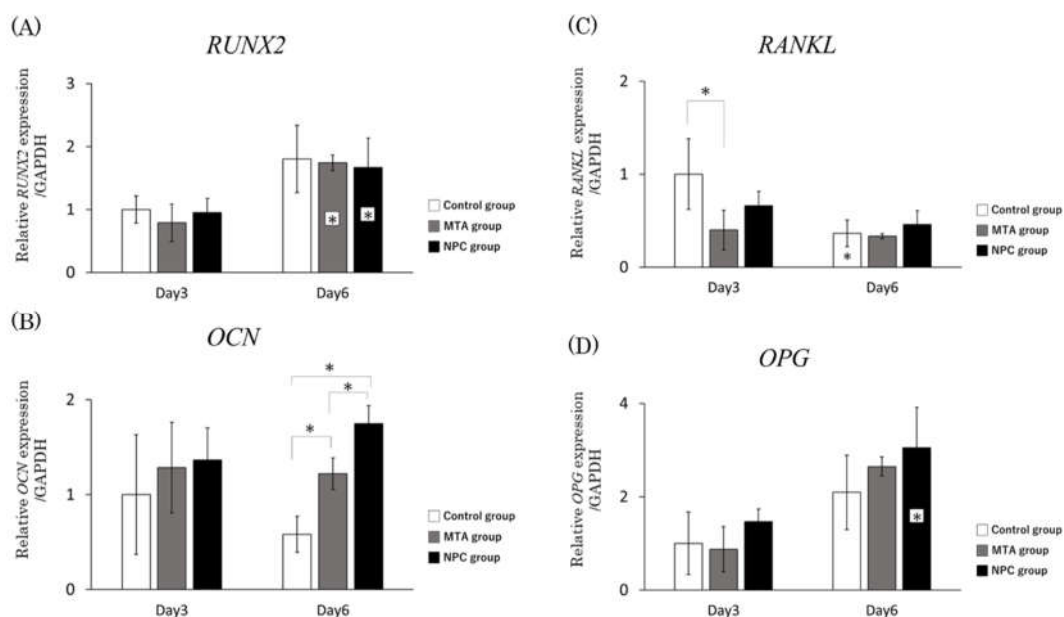 (A)
RUNX2
Relative RUNX2 expression
/GAPDH
3
2
1
0
*
*
Day3
Day6
Control group
MTA group
NPC group
(B)
OCN
Relative OCN expression
/GAPDH
2
1
0
*
*
*
Day3
Day6
Control group
MTA group
NPC group
(C)
RANKL
Relative RANKL expression
/GAPDH
2
1
0
*
*
Day3
Day6
Control group
MTA group
NPC group
(D)
OPG
Relative OPG expression
/GAPDH
4
2
0
*
Day3
Day6
Control group
MTA group
NPC group